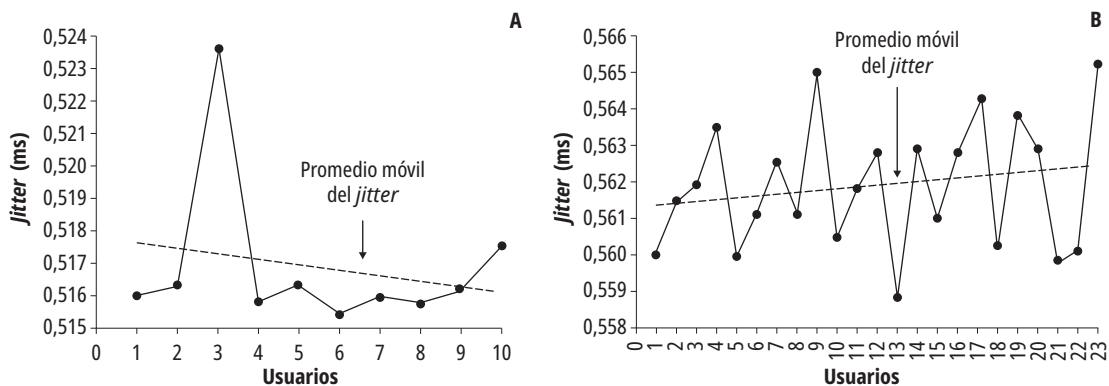 A
0,524
0,523
0,522
0,521
0,520
0,519
0,518
0,517
0,516
0,515
Jitter (ms)
Promedio móvil
del jitter
0 1 2 3 4 5 6 7 8 9 10
Usuarios
B
0,566
0,565
0,564
0,563
0,562
0,561
0,560
0,559
0,558
Jitter (ms)
Promedio móvil
del jitter
0 1 2 3 4 5 6 7 8 9 10 11 12 13 14 15 16 17 18 19 20 21 22 23
Usuarios